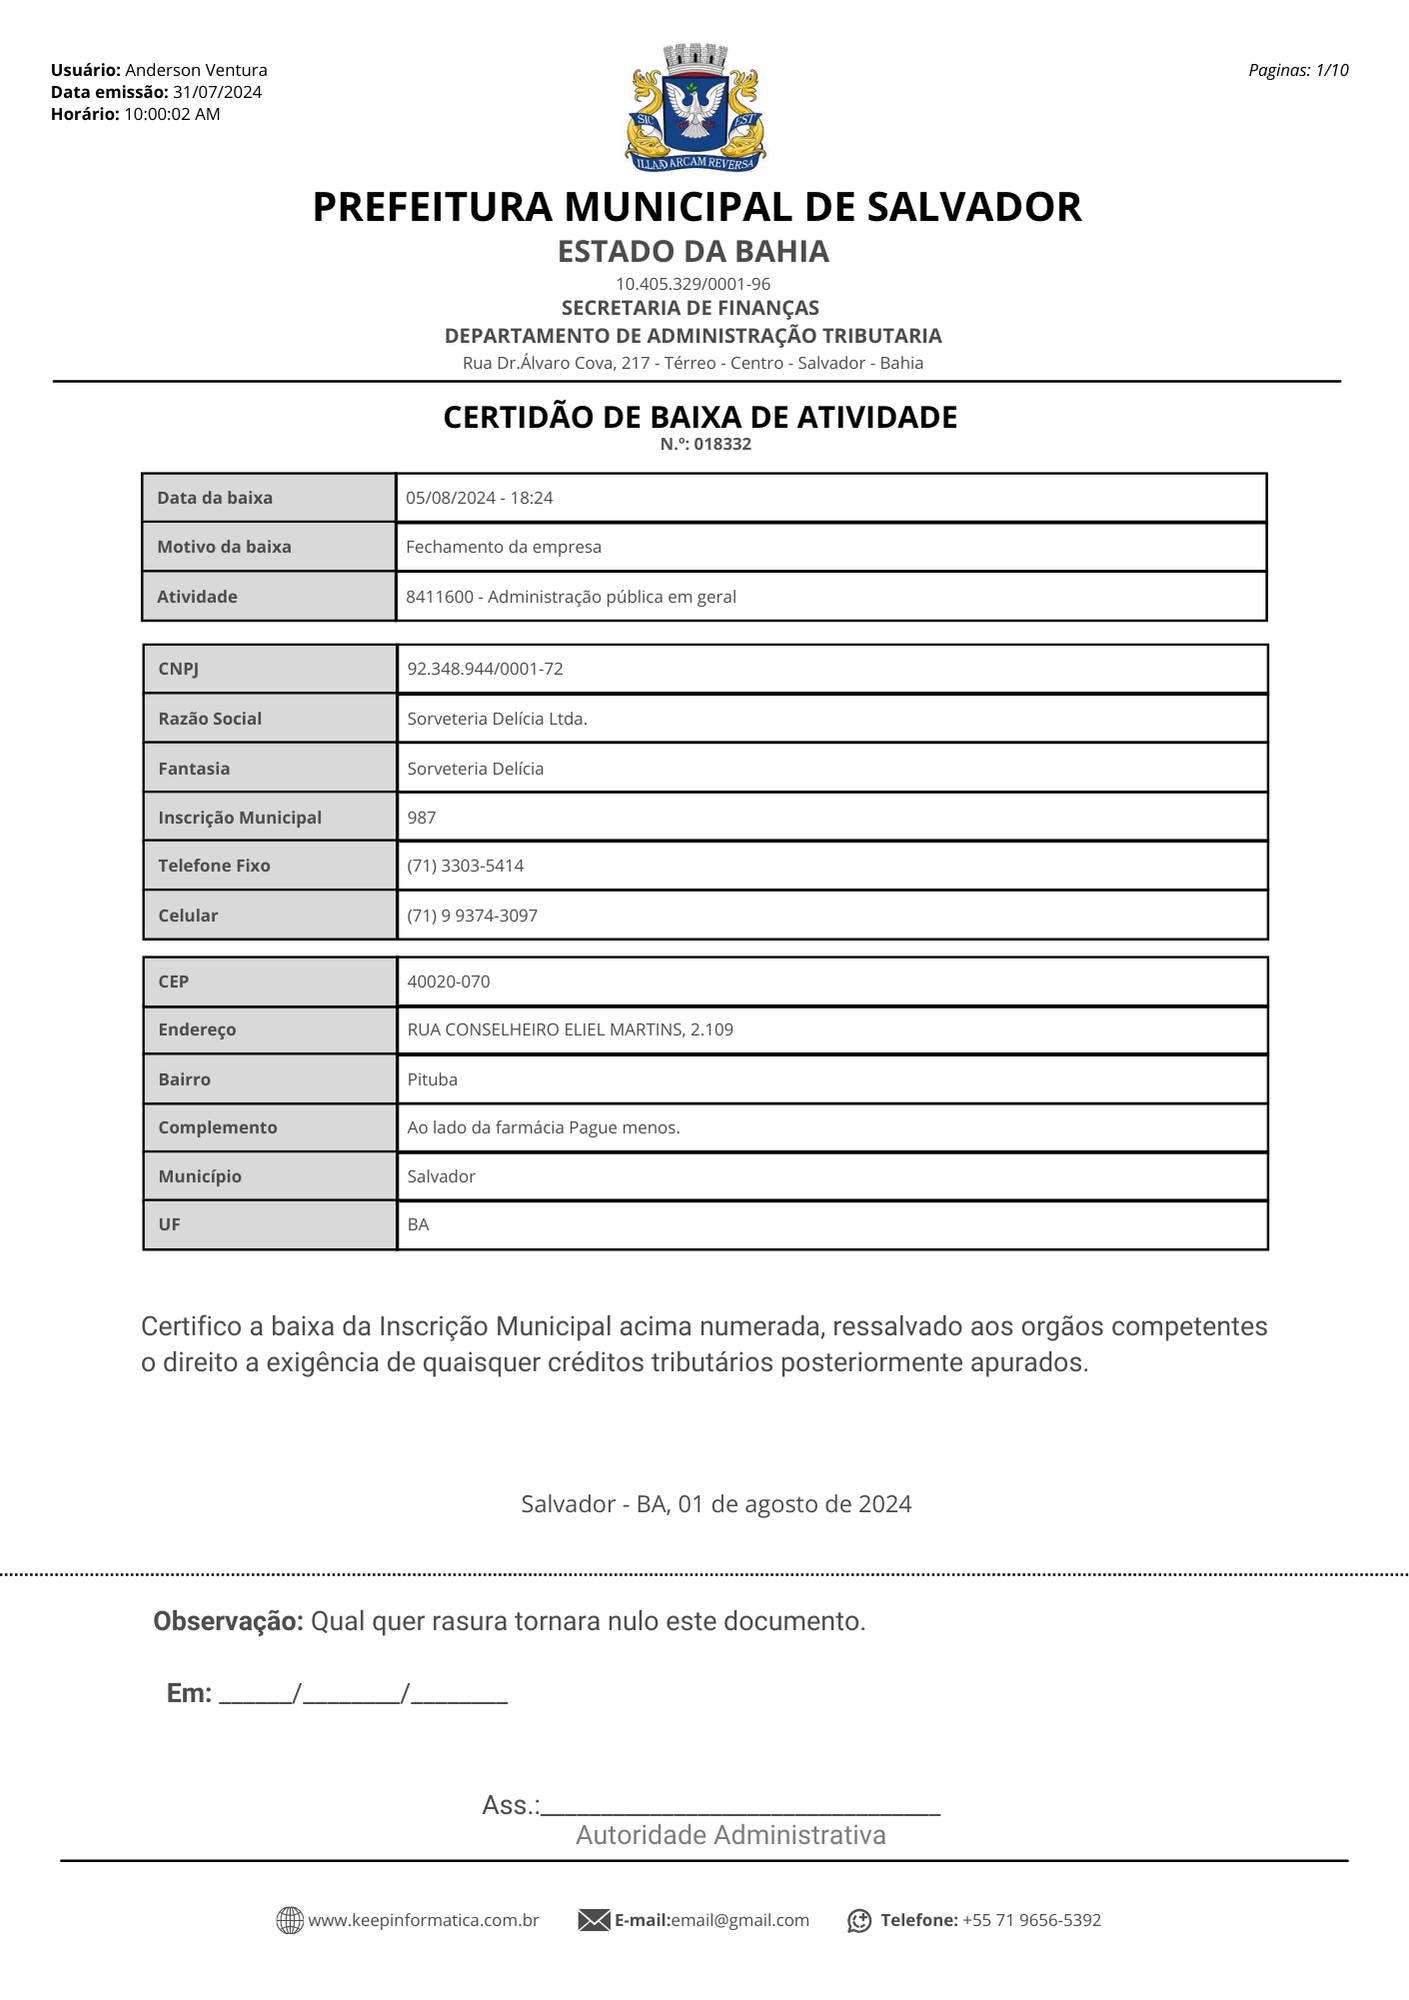 Usuário: Anderson Ventura
Data emissão: 31/07/2024
Horário: 10:00:02 AM
Paginas: 1/10
SIC EST
ILLA AD ARCAM REVERSA
PREFEITURA MUNICIPAL DE SALVADOR
ESTADO DA BAHIA
10.405.329/0001-96
SECRETARIA DE FINANÇAS
DEPARTAMENTO DE ADMINISTRAÇÃO TRIBUTARIA
Rua Dr.Álvaro Cova, 217 - Térreo - Centro - Salvador - Bahia
CERTIDÃO DE BAIXA DE ATIVIDADE
N.º: 018332
Data da baixa 05/08/2024 - 18:24
Motivo da baixa Fechamento da empresa
Atividade 8411600 - Administração pública em geral
CNPJ 92.348.944/0001-72
Razão Social Sorveteria Delícia Ltda.
Fantasia Sorveteria Delícia
Inscrição Municipal 987
Telefone Fixo (71) 3303-5414
Celular (71) 9 9374-3097
CEP 40020-070
Endereço RUA CONSELHEIRO ELIEL MARTINS, 2.109
Bairro Pituba
Complemento Ao lado da farmácia Pague menos.
Município Salvador
UF BA
Certifico a baixa da Inscrição Municipal acima numerada, ressalvado aos orgãos competentes
o direito a exigência de quaisquer créditos tributários posteriormente apurados.
Salvador - BA, 01 de agosto de 2024
Observação: Qual quer rasura tornara nulo este documento.
Em: ______/________/________
Ass.:_________________________________
Autoridade Administrativa
www.keepinformatica.com.br E-mail:email@gmail.com Telefone: +55 71 9656-5392